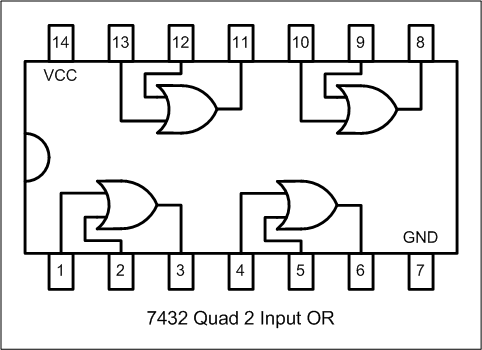 14 13 12 11 10 9 8
VCC
GND
1 2 3 4 5 6 7
7432 Quad 2 Input OR